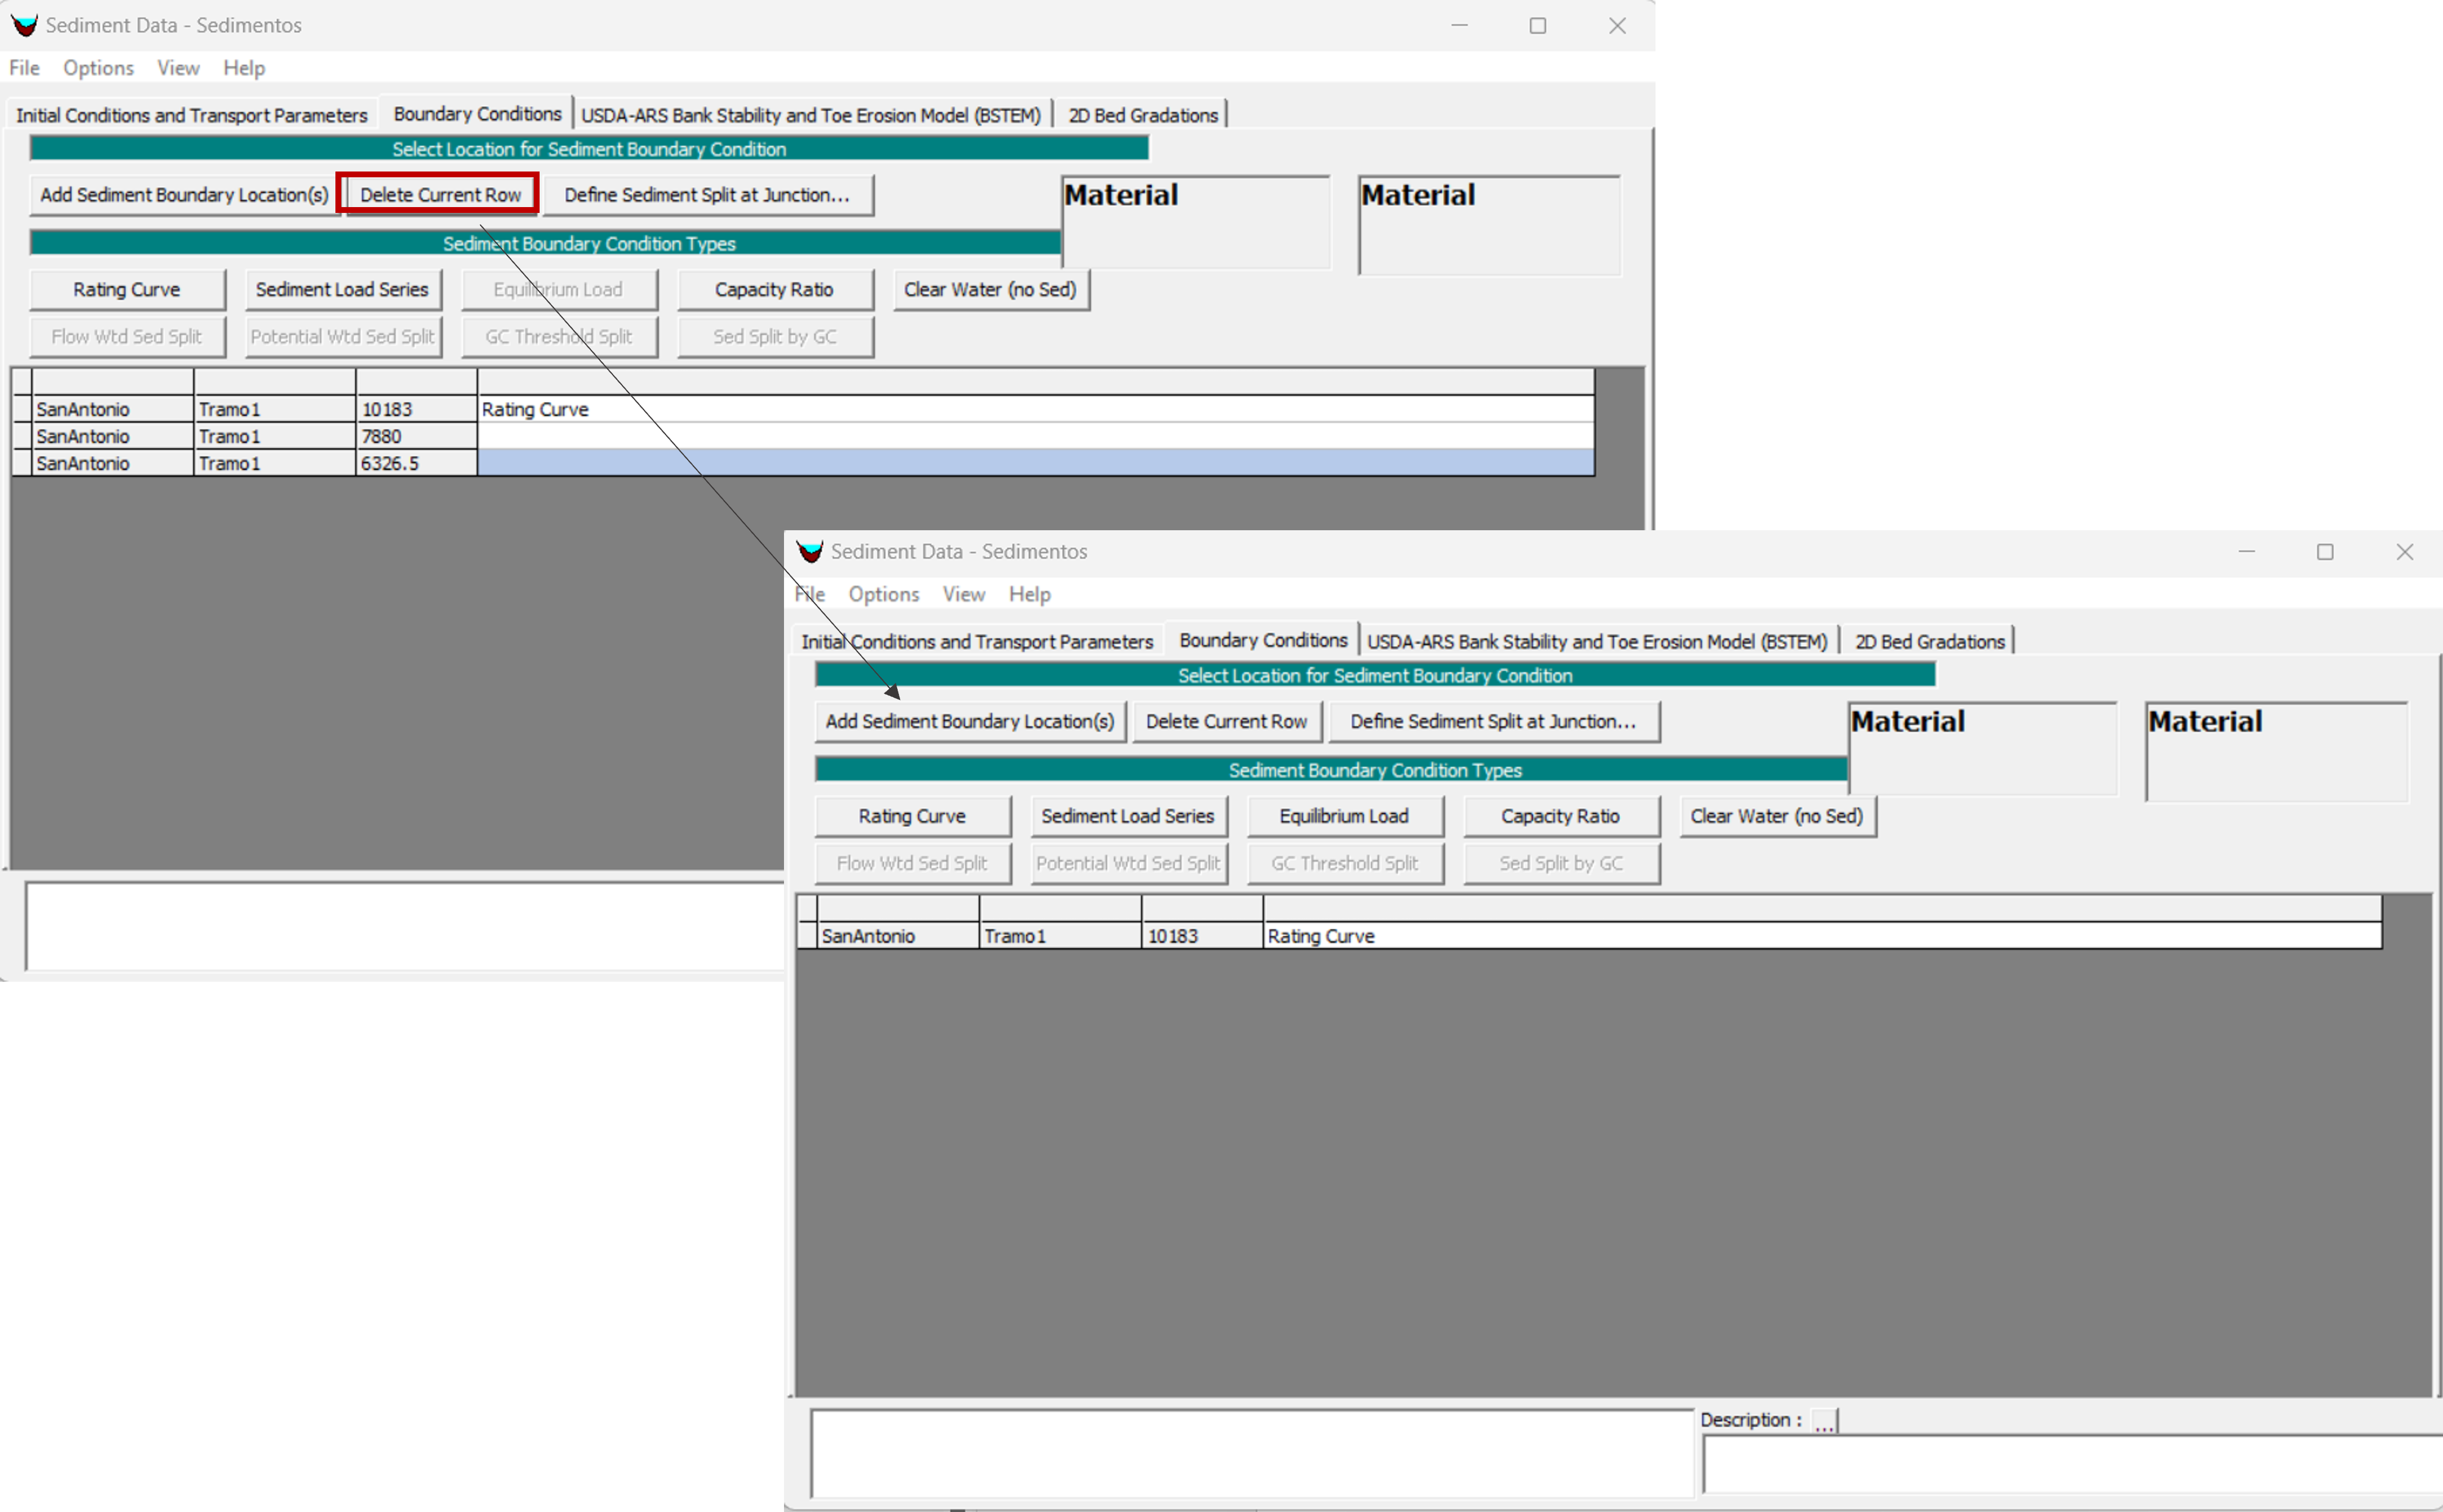 Sediment Data - Sedimentos
File Options View Help
Initial Conditions and Transport Parameters Boundary Conditions USDA-ARS Bank Stability and Toe Erosion Model (BSTEM) 2D Bed Gradations
Select Location for Sediment Boundary Condition
Add Sediment Boundary Location(s) Delete Current Row Define Sediment Split at Junction... Material Material
Sediment Boundary Condition Types
Rating Curve Sediment Load Series Equilibrium Load Capacity Ratio Clear Water (no Sed)
Flow Wtd Sed Split Potential Wtd Sed Split GC Threshold Split Sed Split by GC
SanAntonio Tramo1 10183 Rating Curve
SanAntonio Tramo1 7880
SanAntonio Tramo1 6326.5
Sediment Data - Sedimentos
File Options View Help
Initial Conditions and Transport Parameters Boundary Conditions USDA-ARS Bank Stability and Toe Erosion Model (BSTEM) 2D Bed Gradations
Select Location for Sediment Boundary Condition
Add Sediment Boundary Location(s) Delete Current Row Define Sediment Split at Junction... Material Material
Sediment Boundary Condition Types
Rating Curve Sediment Load Series Equilibrium Load Capacity Ratio Clear Water (no Sed)
Flow Wtd Sed Split Potential Wtd Sed Split GC Threshold Split Sed Split by GC
SanAntonio Tramo1 10183 Rating Curve
Description : ...